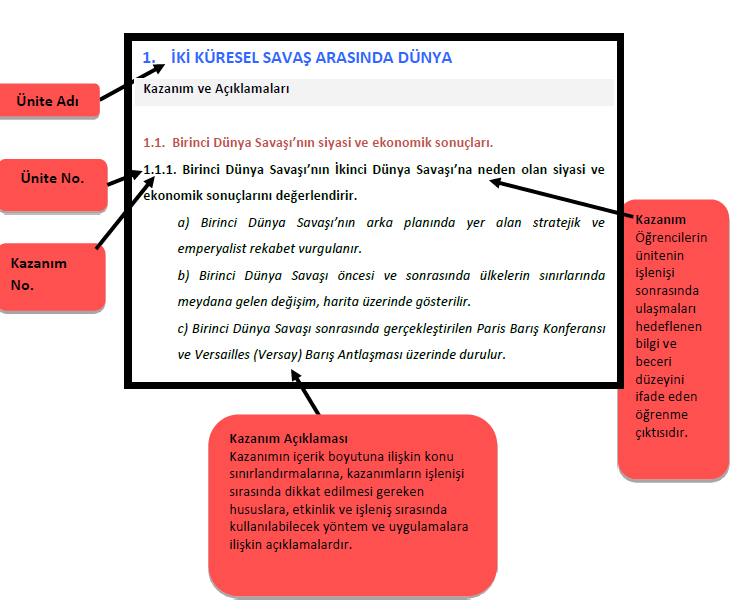 1. İKİ KÜRESEL SAVAŞ ARASINDA DÜNYA
Kazanım ve Açıklamaları
Ünite Adı
1.1. Birinci Dünya Savaşı’nın siyasi ve ekonomik sonuçları.
Ünite No.
1.1.1. Birinci Dünya Savaşı’nın İkinci Dünya Savaşı’na neden olan siyasi ve
ekonomik sonuçlarını değerlendirir.
Kazanım
No.
a) Birinci Dünya Savaşı’nın arka planında yer alan stratejik ve
emperyalist rekabet vurgulanır.
b) Birinci Dünya Savaşı öncesi ve sonrasında ülkelerin sınırlarında
meydana gelen değişim, harita üzerinde gösterilir.
c) Birinci Dünya Savaşı sonrasında gerçekleştirilen Paris Barış Konferansı
ve Versailles (Versay) Barış Antlaşması üzerinde durulur.
Kazanım
Öğrencilerin
ünitenin
işlenişi
sonrasında
ulaşmaları
hedeflenen
bilgi ve
beceri
düzeyini
ifade eden
öğrenme
çıktısıdır.
Kazanım Açıklaması
Kazanımın içerik boyutuna ilişkin konu
sınırlandırmalarına, kazanımların işlenişi
sırasında dikkat edilmesi gereken
hususlara, etkinlik ve işleniş sırasında
kullanılabilecek yöntem ve uygulamalara
ilişkin açıklamalardır.